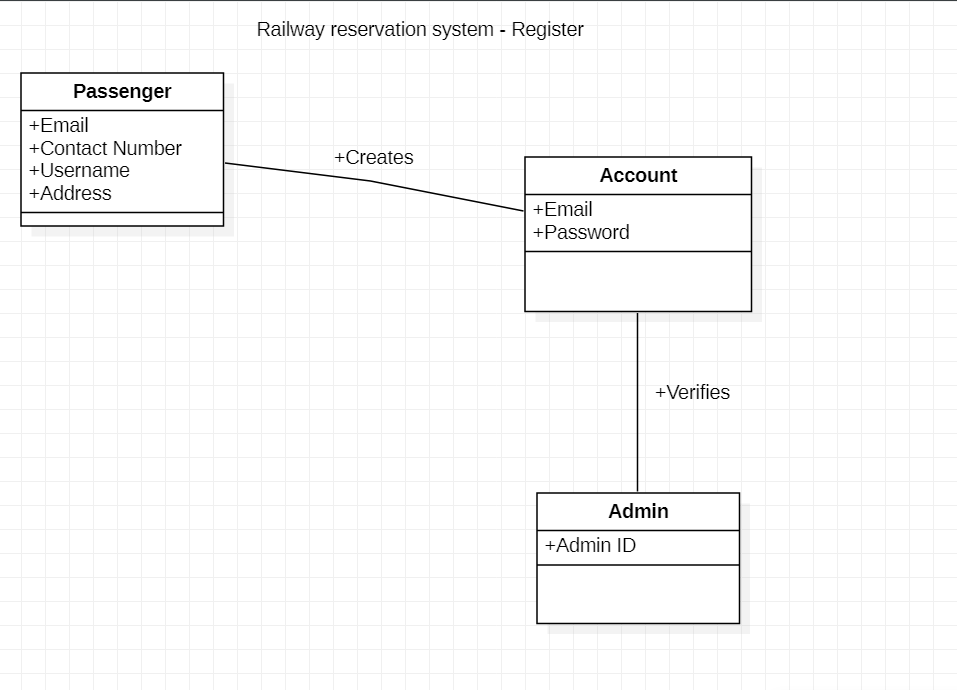 Railway reservation system - Register
Passenger
+Email
+Contact Number
+Username
+Address
+Creates
Account
+Email
+Password
+Verifies
Admin
+Admin ID